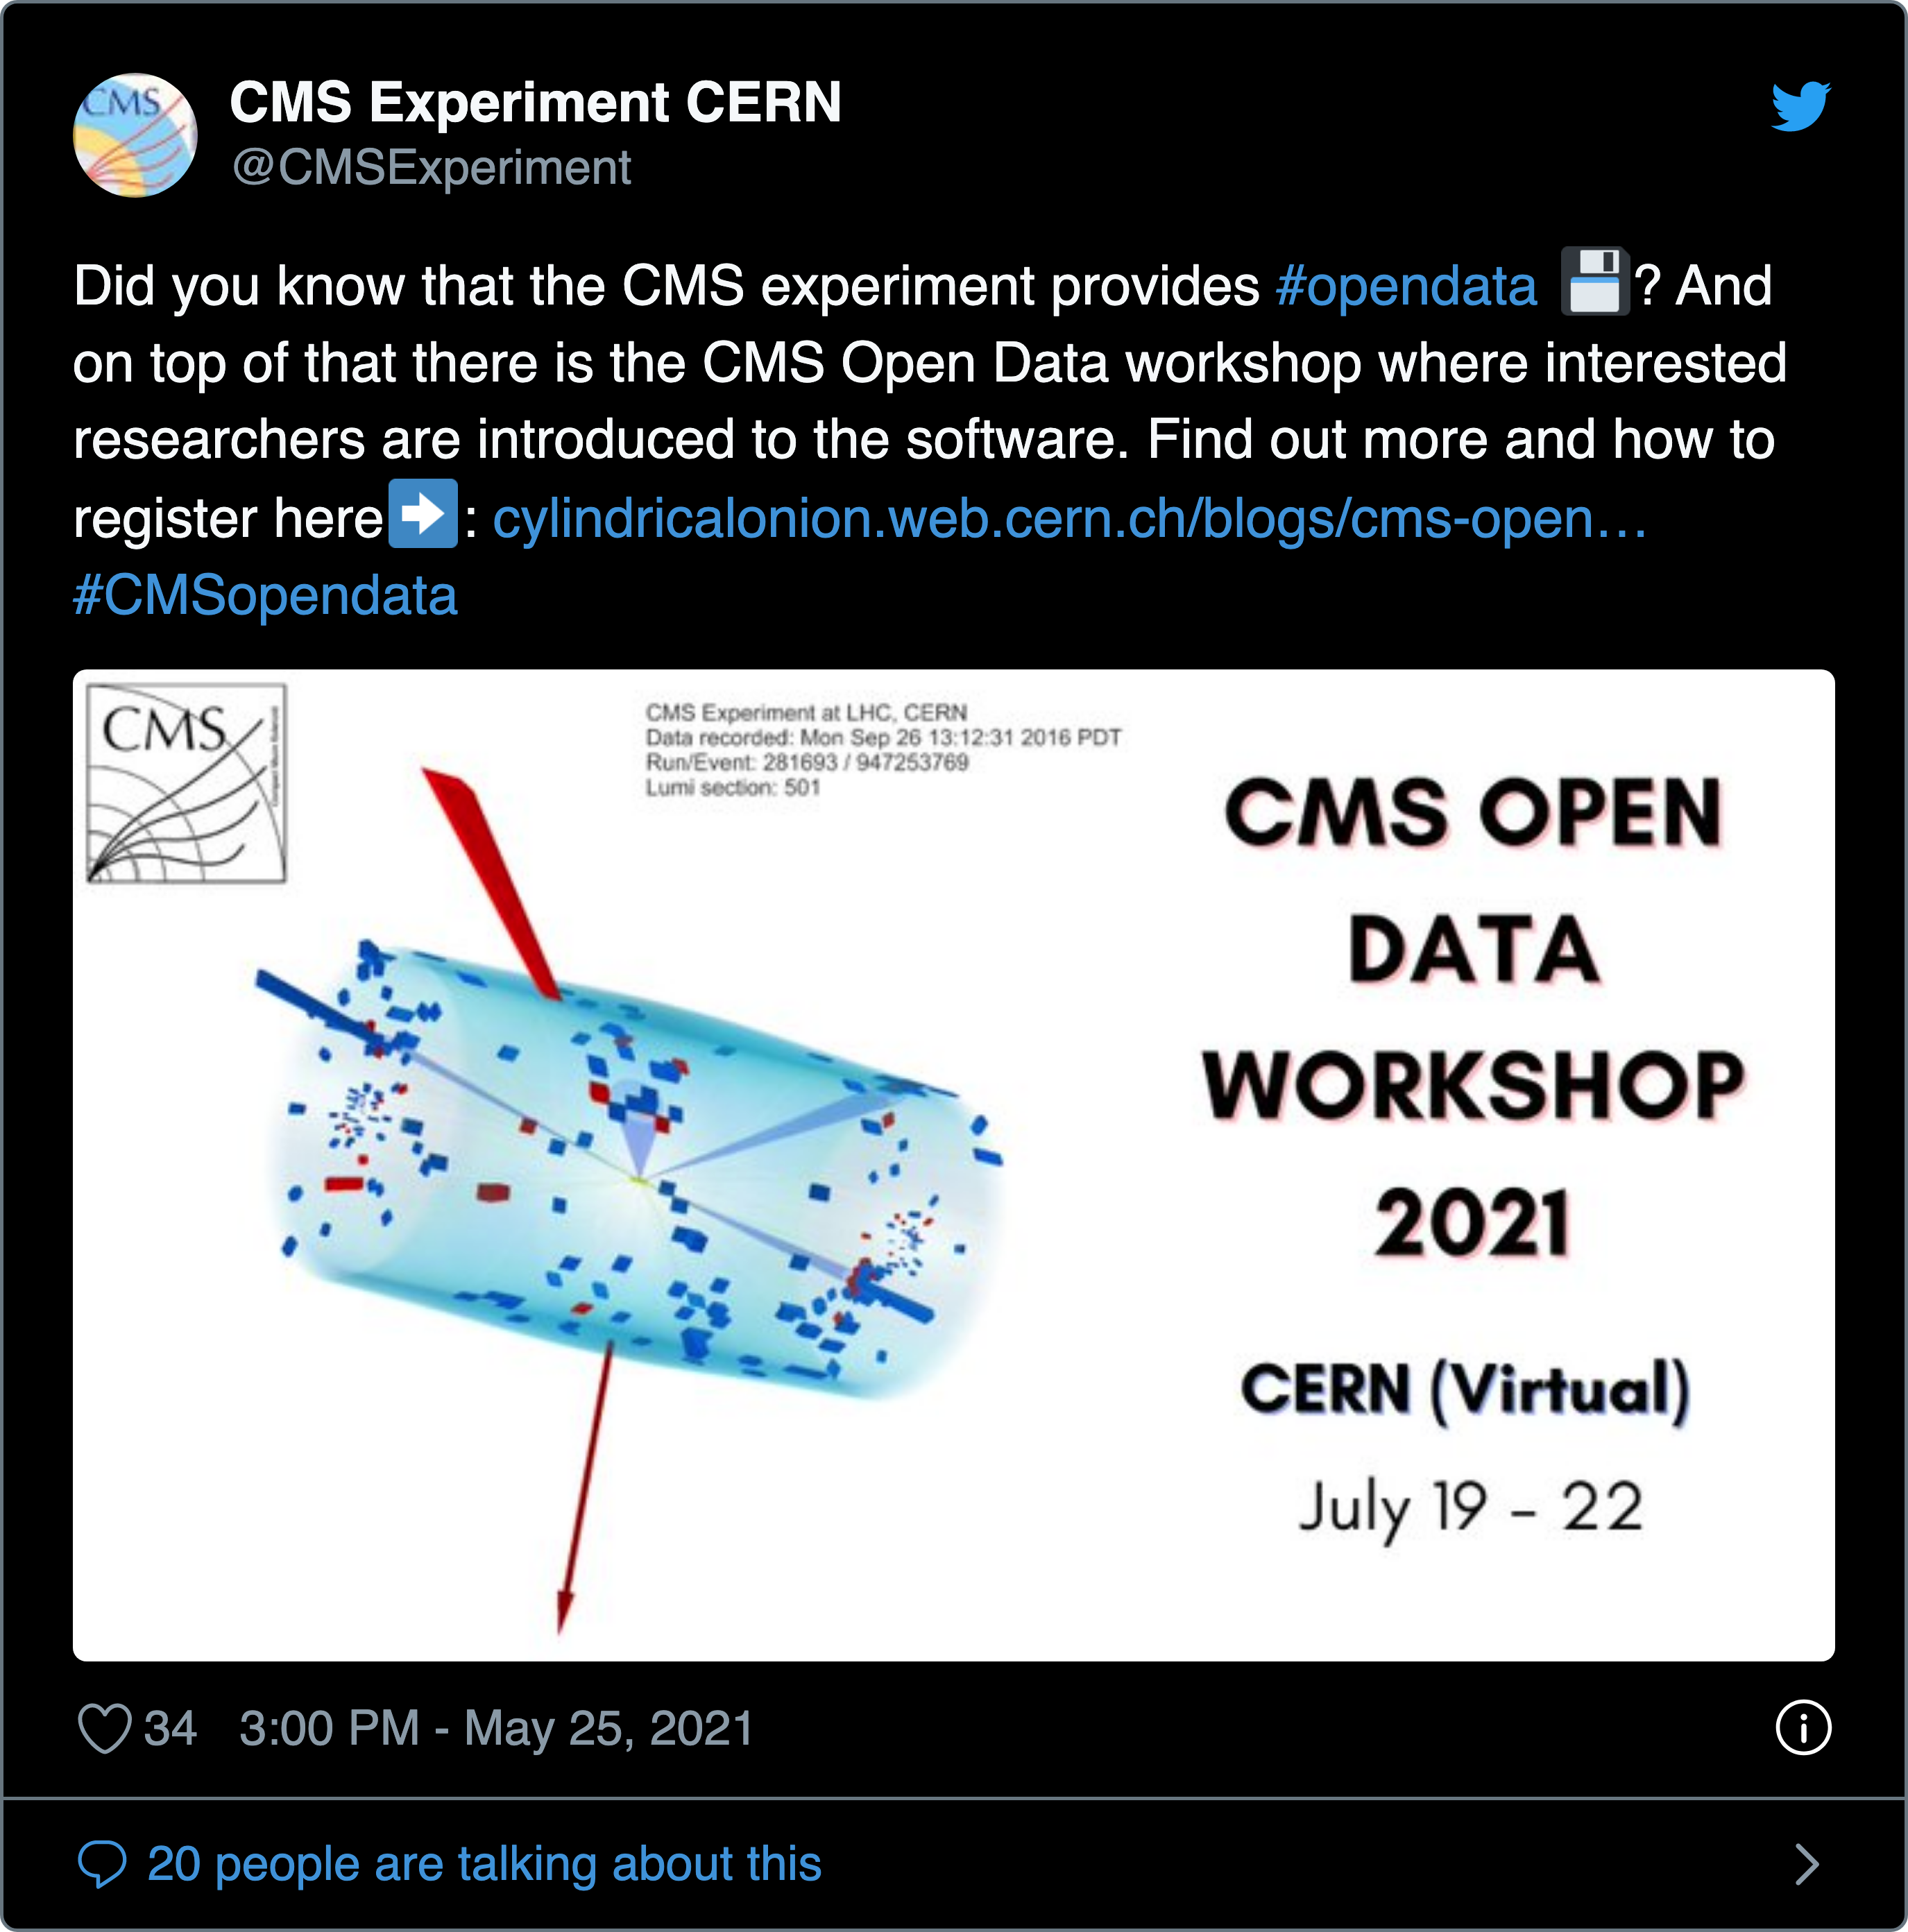 CMS
CMS Experiment CERN
@CMSExperiment
Did you know that the CMS experiment provides #opendata 💾? And
on top of that there is the CMS Open Data workshop where interested
researchers are introduced to the software. Find out more and how to
register here➡️: cylindricalonion.web.cern.ch/blogs/cms-open…
#CMSopendata
CMS
CMS Experiment at LHC, CERN
Data recorded: Mon Sep 26 13:12:31 2016 PDT
Run/Event: 281693 / 947253769
Lumi section: 501
CMS OPEN
DATA
WORKSHOP
2021
CERN (Virtual)
July 19 – 22
34 3:00 PM - May 25, 2021
20 people are talking about this